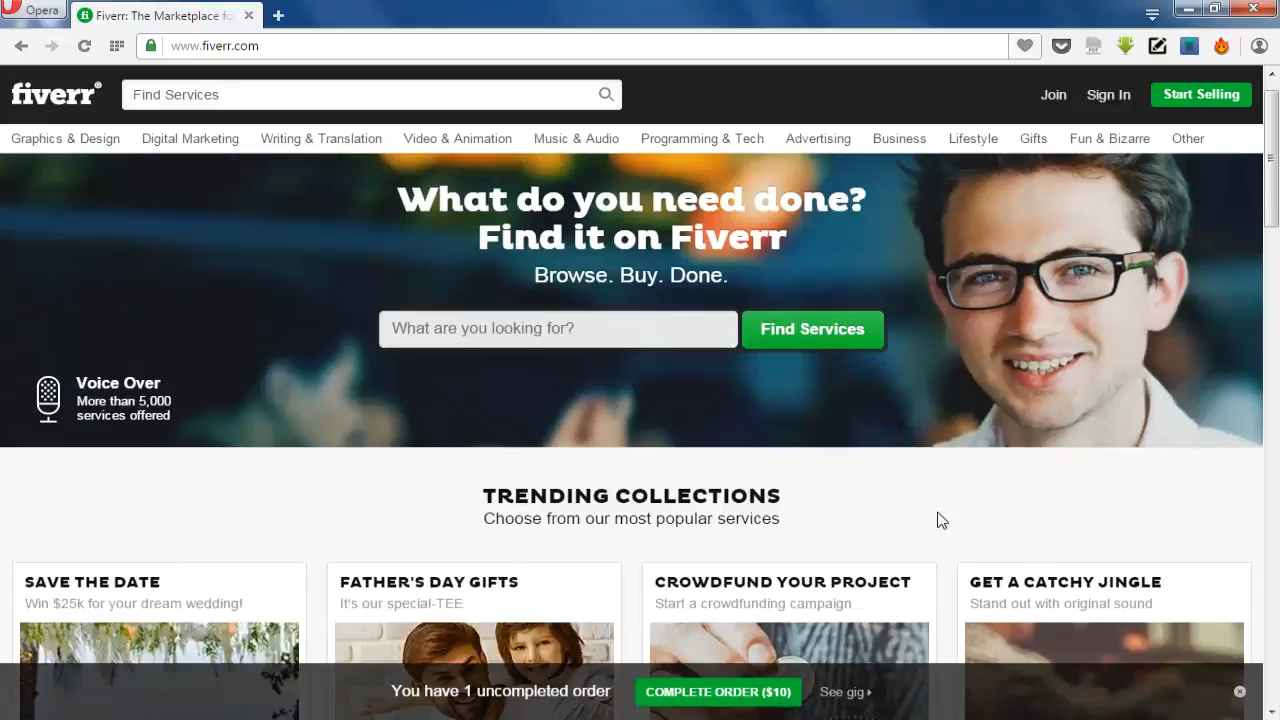 Opera
Fiverr: The Marketplace fo
www.fiverr.com
fiverr
Find Services
Join
Sign In
Start Selling
Graphics & Design
Digital Marketing
Writing & Translation
Video & Animation
Music & Audio
Programming & Tech
Advertising
Business
Lifestyle
Gifts
Fun & Bizarre
Other
What do you need done?
Find it on Fiverr
Browse. Buy. Done.
What are you looking for?
Find Services
Voice Over
More than 5,000
services offered
TRENDING COLLECTIONS
Choose from our most popular services
SAVE THE DATE
Win $25k for your dream wedding!
FATHER'S DAY GIFTS
It's our special-TEE
CROWDFUND YOUR PROJECT
Start a crowdfunding campaign
GET A CATCHY JINGLE
Stand out with original sound
You have 1 uncompleted order
COMPLETE ORDER ($10)
See gig